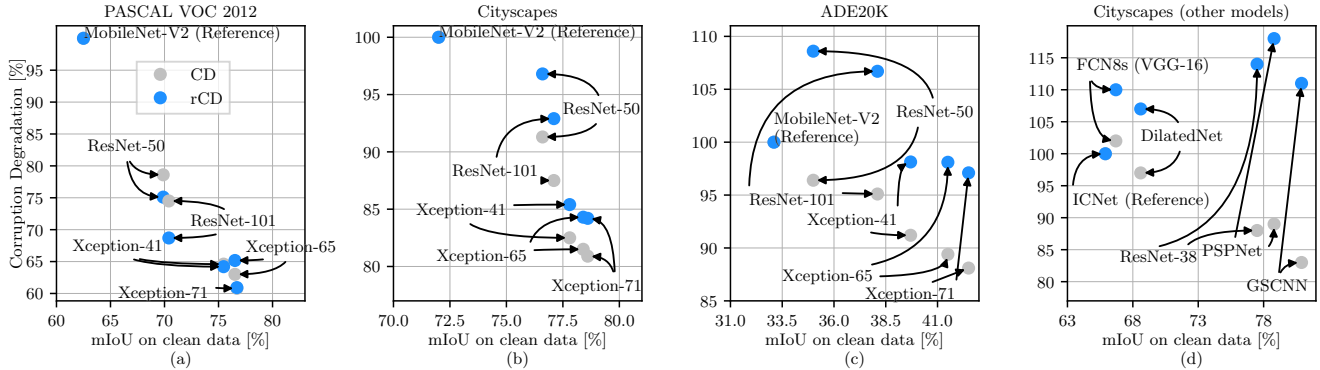 PASCAL VOC 2012
MobileNet-V2 (Reference)
CD
rCD
ResNet-50
ResNet-101
Xception-41
Xception-65
Xception-71
Corruption Degradation [%]
95
90
85
80
75
70
65
60
60 65 70 75 80
mIoU on clean data [%]
(a)
Cityscapes
MobileNet-V2 (Reference)
ResNet-50
ResNet-101
Xception-41
Xception-65
Xception-71
100
95
90
85
80
70.0 72.5 75.0 77.5 80.0
mIoU on clean data [%]
(b)
ADE20K
MobileNet-V2
(Reference)
ResNet-50
ResNet-101
Xception-41
Xception-65
Xception-71
110
105
100
95
90
85
31.0 33.5 36.0 38.5 41.0
mIoU on clean data [%]
(c)
Cityscapes (other models)
FCN8s (VGG-16)
DilatedNet
ICNet (Reference)
ResNet-38
PSPNet
GSCNN
115
110
105
100
95
90
85
80
63 68 73 78
mIoU on clean data [%]
(d)